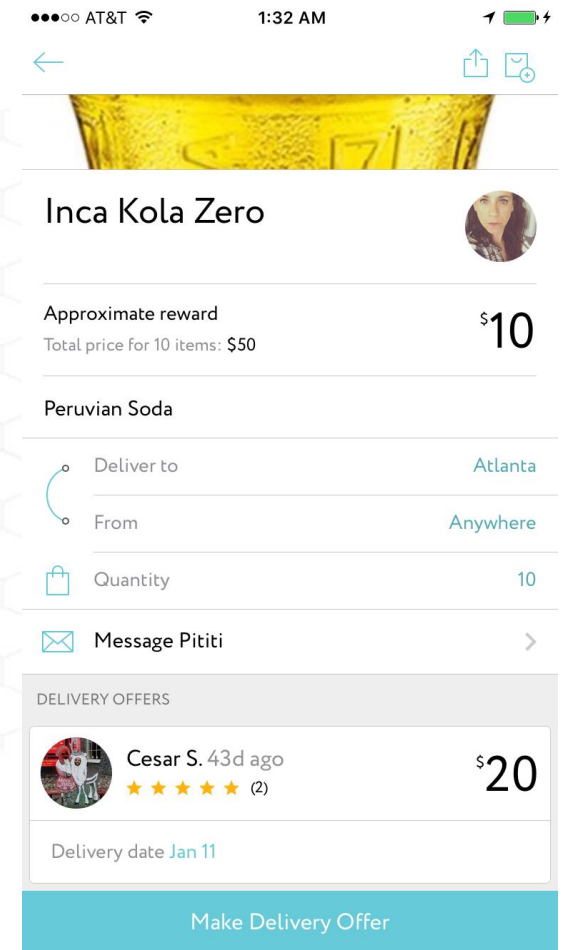 AT&T 1:32 AM
Inca Kola Zero
Approximate reward
Total price for 10 items: $50
$10
Peruvian Soda
Deliver to Atlanta
From Anywhere
Quantity 10
Message Pititi
DELIVERY OFFERS
Cesar S. 43d ago
(2)
$20
Delivery date Jan 11
Make Delivery Offer